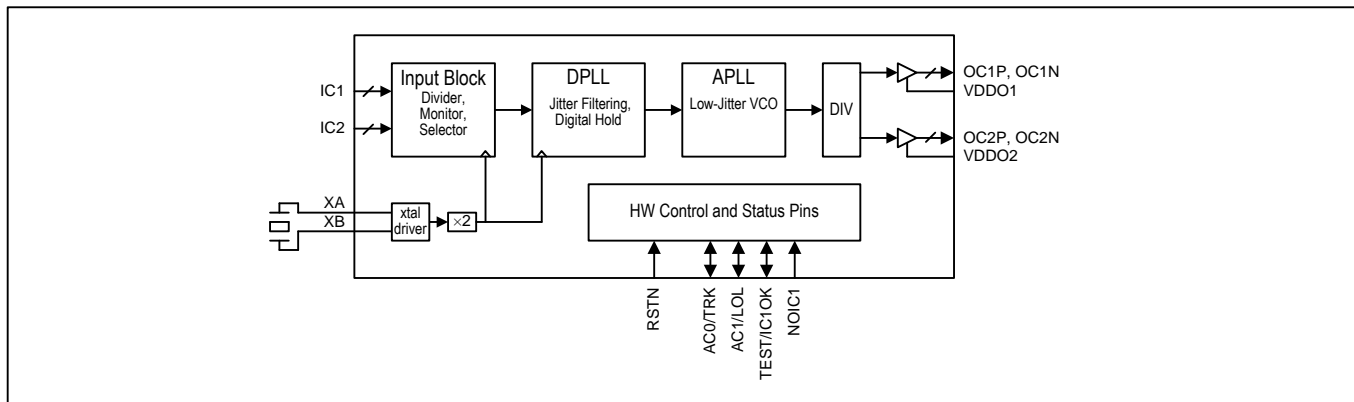 IC1
IC2
Input Block
Divider,
Monitor,
Selector
DPLL
Jitter Filtering,
Digital Hold
APLL
Low-Jitter VCO
DIV
OC1P, OC1N
VDDO1
OC2P, OC2N
VDDO2
XA
XB
xtal
driver
×2
HW Control and Status Pins
RSTN
AC0/TRK
AC1/LOL
TEST/IC1OK
NOIC1